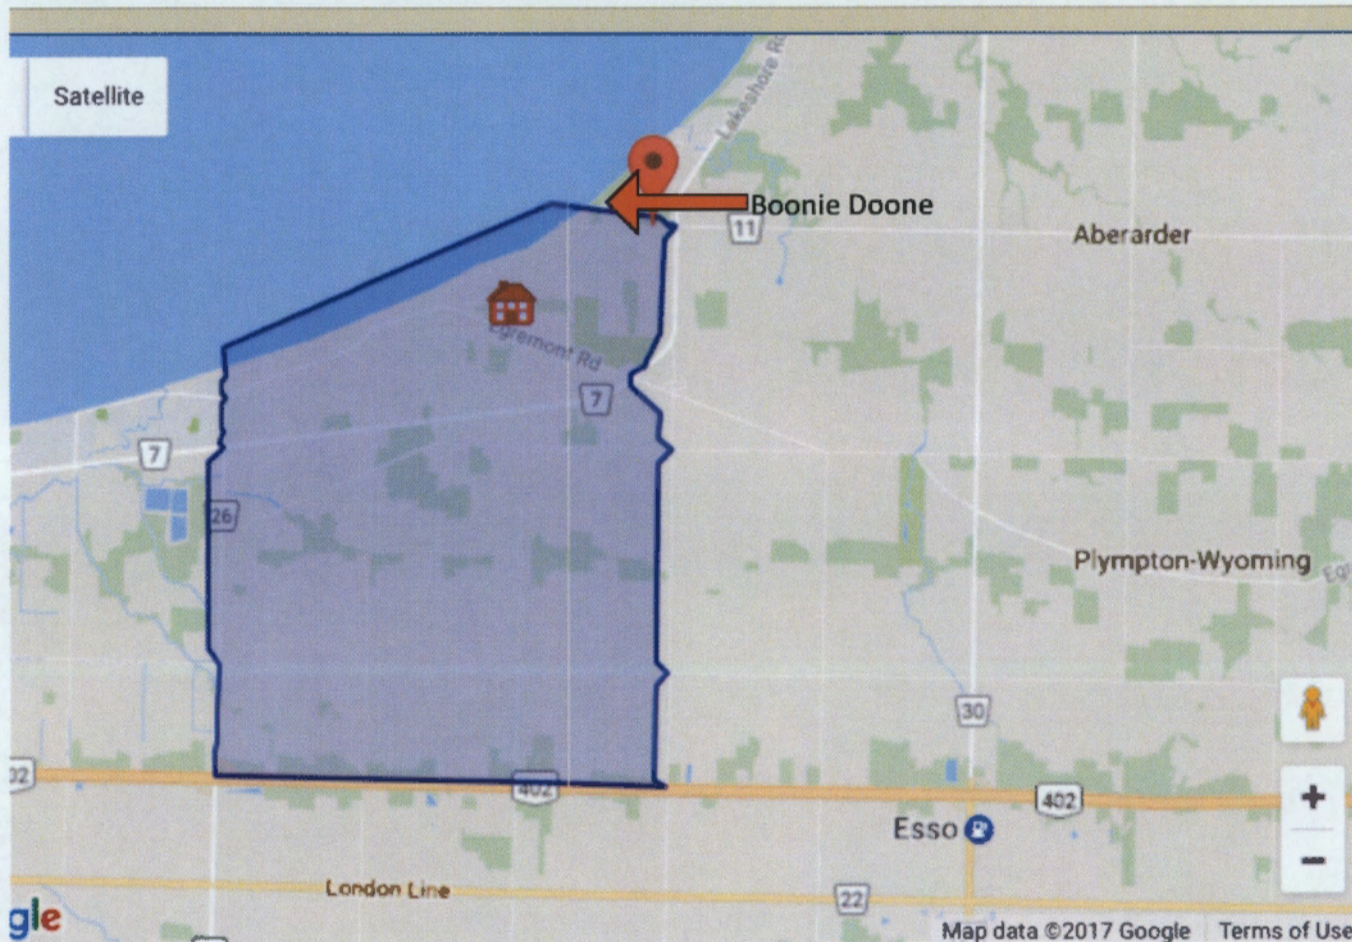 Satellite
Lakeshore Rd
Boonie Doone
11
Aberarder
Egremont Rd
7
7
26
Plympton-Wyoming
30
402
402
Esso
London Line
22
gle
Map data ©2017 Google
Terms of Use